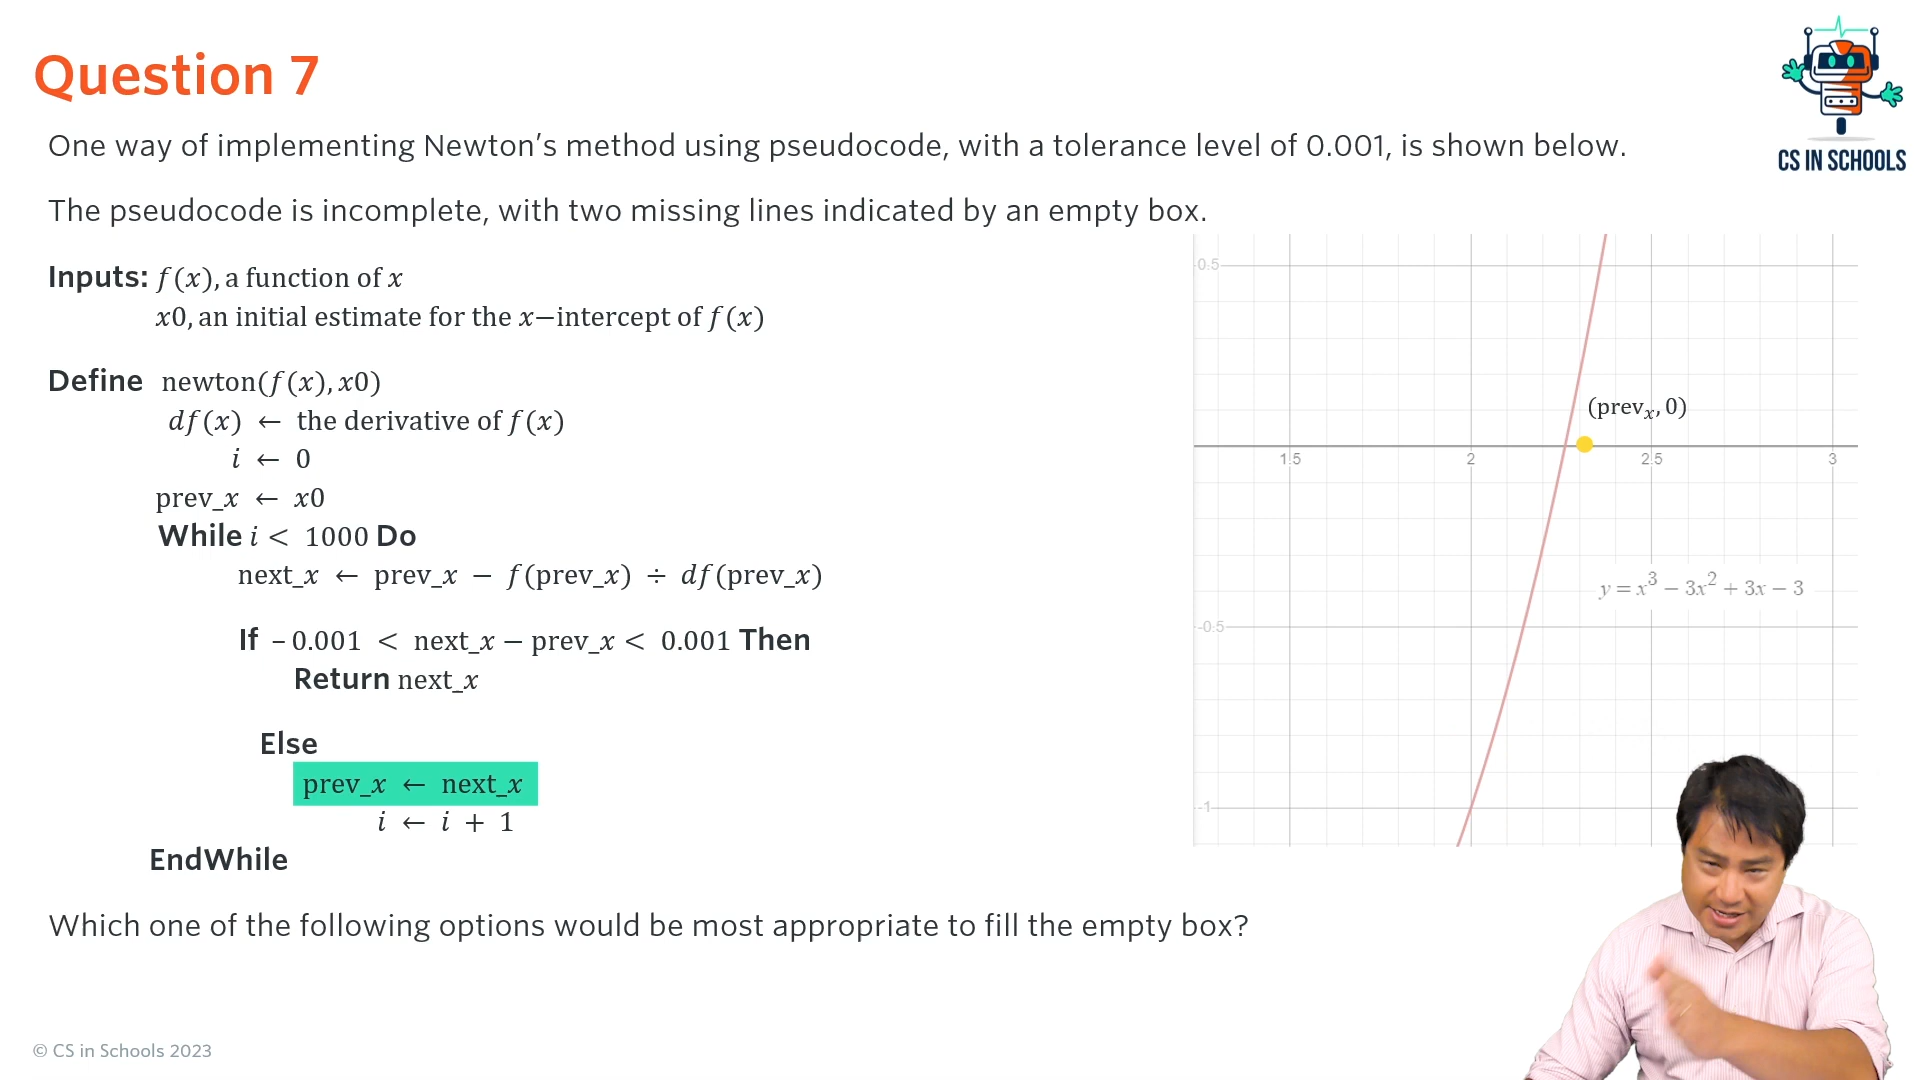 Question 7
CS IN SCHOOLS
One way of implementing Newton’s method using pseudocode, with a tolerance level of 0.001, is shown below.
The pseudocode is incomplete, with two missing lines indicated by an empty box.
Inputs: f(x), a function of x
x0, an initial estimate for the x−intercept of f(x)
Define newton(f(x), x0)
df(x) ← the derivative of f(x)
i ← 0
prev_x ← x0
While i < 1000 Do
next_x ← prev_x − f(prev_x) ÷ df(prev_x)
If – 0.001 < next_x − prev_x < 0.001 Then
Return next_x
Else
prev_x ← next_x
i ← i + 1
EndWhile
0.5
(prevₓ, 0)
1.5 2 2.5 3
y = x³ − 3x² + 3x − 3
-0.5
-1
Which one of the following options would be most appropriate to fill the empty box?
© CS in Schools 2023